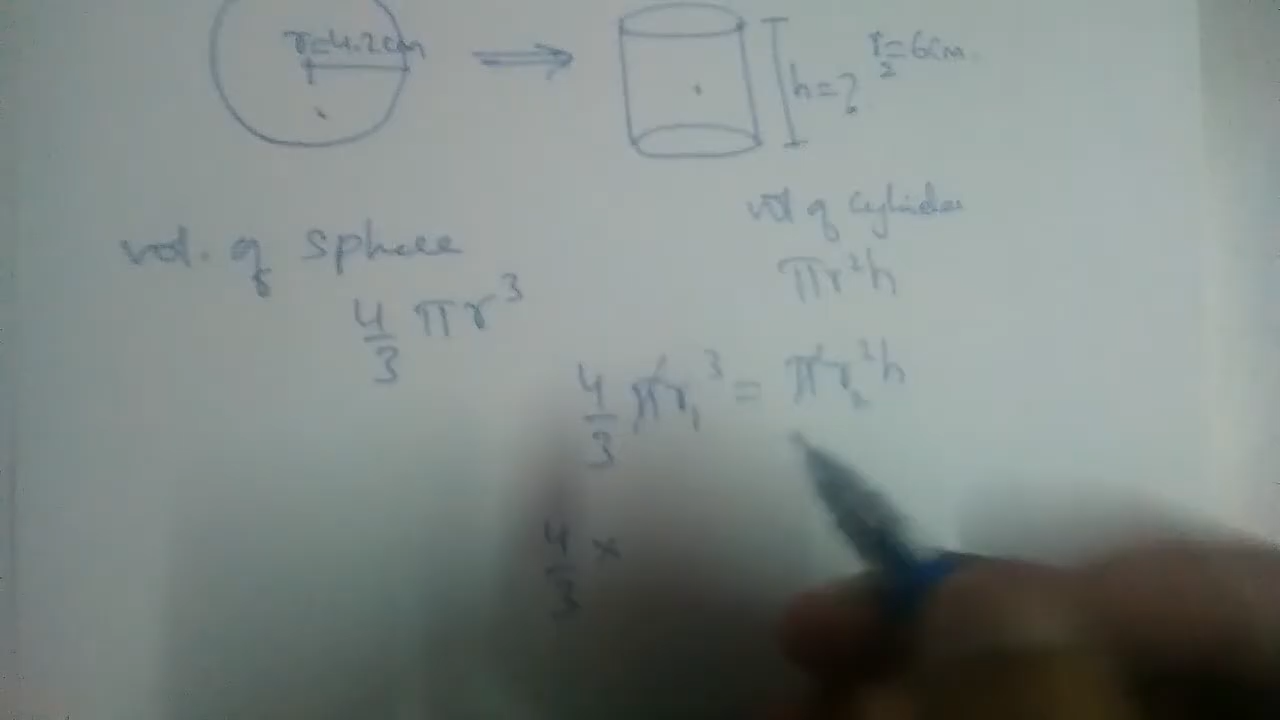 r=4.2cm
h=?
r₂=6cm
vol. of sphere
4/3 πr³
vol of cylinder
πr²h
4/3 πr₁³ = πr₂²h
4/3 ×